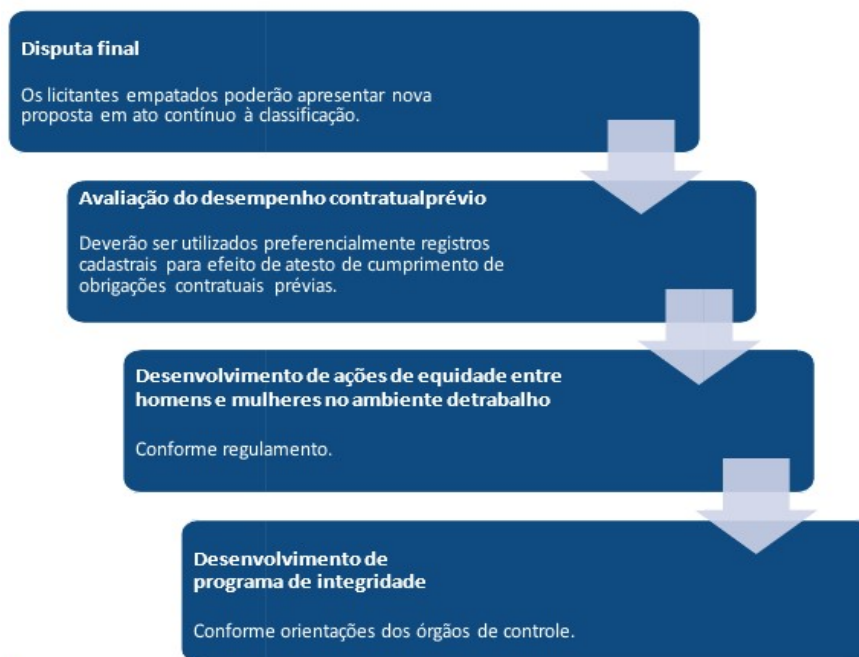 Disputa final
Os licitantes empatados poderão apresentar nova
proposta em ato contínuo à classificação.
Avaliação do desempenho contratualprévio
Deverão ser utilizados preferencialmente registros
cadastrais para efeito de atesto de cumprimento de
obrigações contratuais prévias.
Desenvolvimento de ações de equidade entre
homens e mulheres no ambiente detrabalho
Conforme regulamento.
Desenvolvimento de
programa de integridade
Conforme orientações dos órgãos de controle.